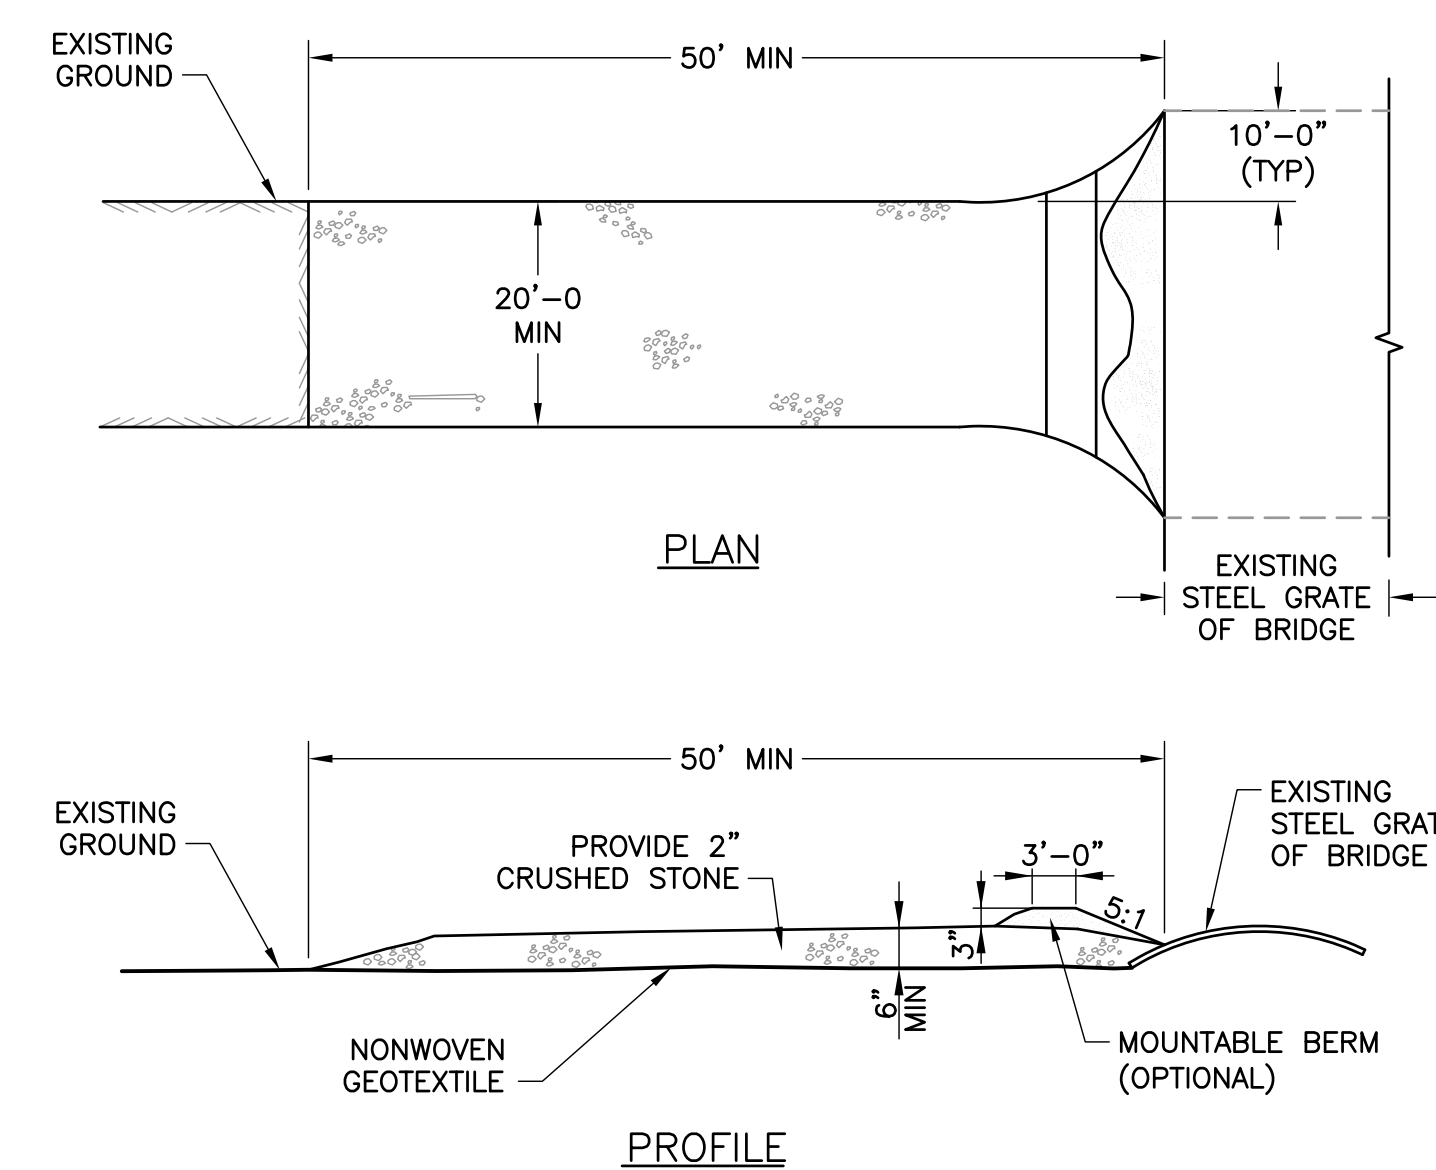 EXISTING
GROUND
50' MIN
10'-0"
(TYP)
20'-0
MIN
PLAN
EXISTING
STEEL GRATE
OF BRIDGE
50' MIN
EXISTING
GROUND
PROVIDE 2"
CRUSHED STONE
3'-0"
5:1
EXISTING
STEEL GRAT
OF BRIDGE
3"
6"
MIN
NONWOVEN
GEOTEXTILE
MOUNTABLE BERM
(OPTIONAL)
PROFILE